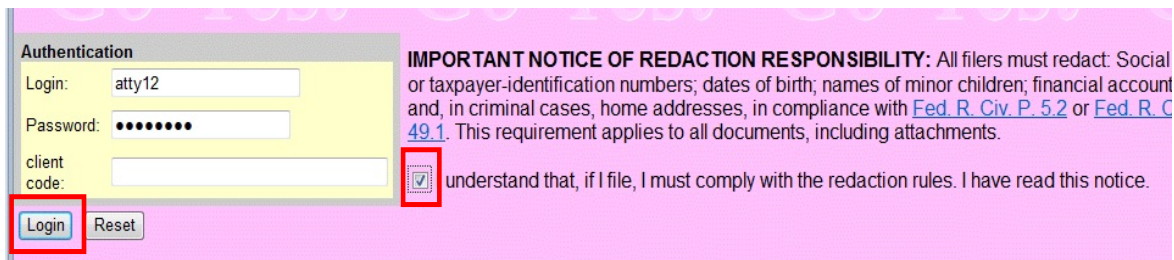 Authentication
Login: atty12
Password: ••••••••
client code:
Login Reset
IMPORTANT NOTICE OF REDACTION RESPONSIBILITY: All filers must redact: Social
or taxpayer-identification numbers; dates of birth; names of minor children; financial account
and, in criminal cases, home addresses, in compliance with Fed. R. Civ. P. 5.2 or Fed. R. C
49.1. This requirement applies to all documents, including attachments.
understand that, if I file, I must comply with the redaction rules. I have read this notice.